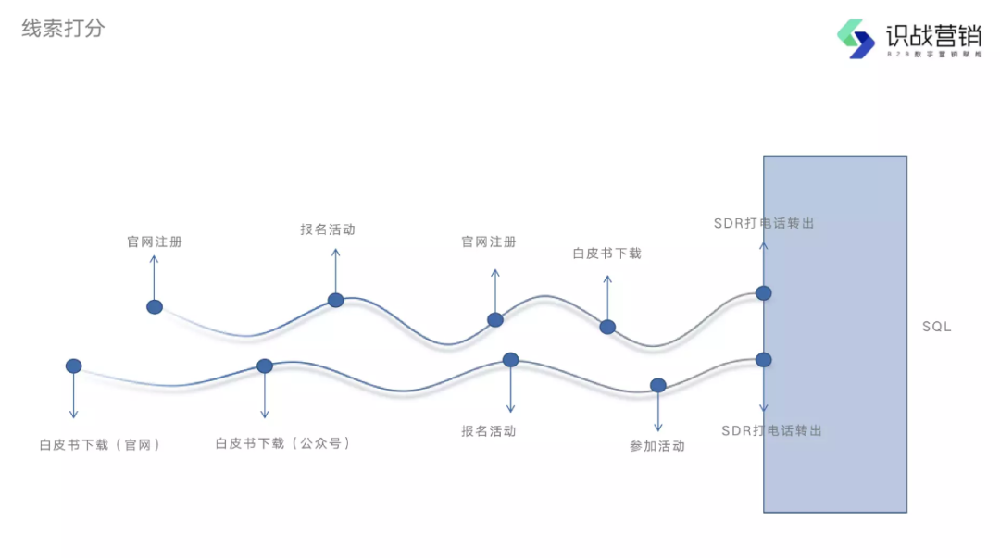 线索打分
识战营销
B2B数字营销赋能
报名活动
官网注册
官网注册
白皮书下载
SDR打电话转出
SQL
白皮书下载（官网）
白皮书下载（公众号）
报名活动
参加活动
SDR打电话转出